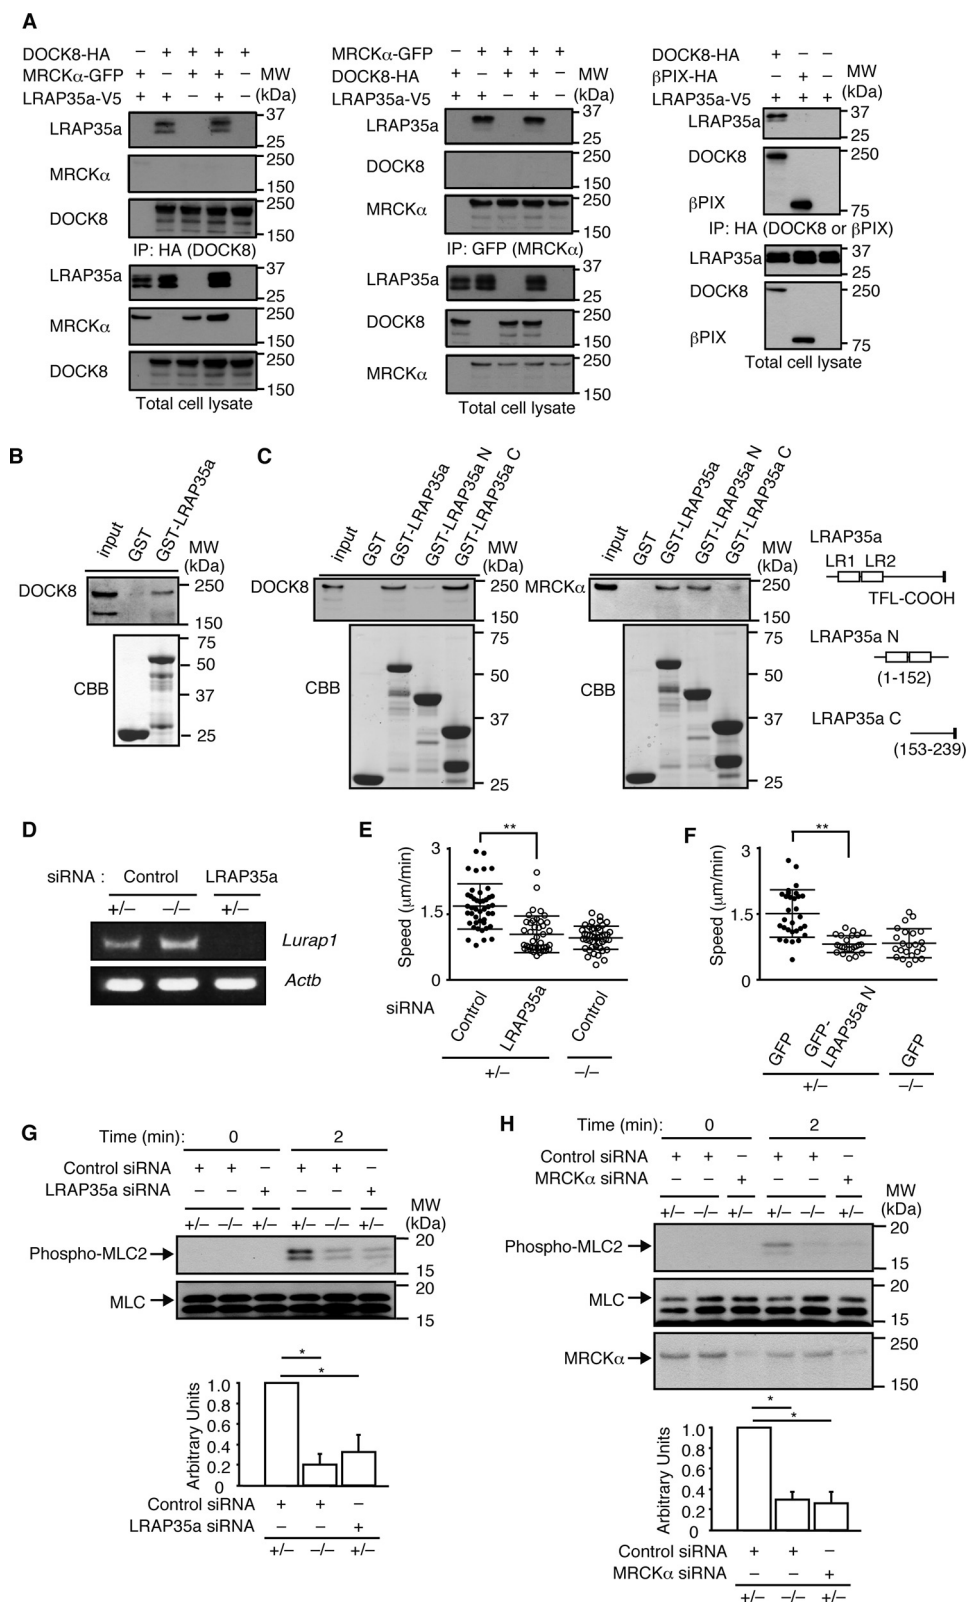 A
DOCK8-HA – + + + +
MRCKα-GFP + – + + –
LRAP35a-V5 + + – + –
MW (kDa)
LRAP35a
37
25
MRCKα
250
150
DOCK8
250
150
IP: HA (DOCK8)
LRAP35a
37
25
MRCKα
250
150
DOCK8
250
150
Total cell lysate
MRCKα-GFP – + + + +
DOCK8-HA + – + + –
LRAP35a-V5 + + – + –
MW (kDa)
LRAP35a
37
25
DOCK8
250
150
MRCKα
250
150
IP: GFP (MRCKα)
LRAP35a
37
25
DOCK8
250
150
MRCKα
250
150
Total cell lysate
DOCK8-HA + – –
βPIX-HA – + –
LRAP35a-V5 + + +
MW (kDa)
LRAP35a
37
25
DOCK8
250
βPIX
75
IP: HA (DOCK8 or βPIX)
LRAP35a
37
25
DOCK8
250
βPIX
75
Total cell lysate
B
input
GST
GST-LRAP35a
MW (kDa)
DOCK8
250
150
CBB
75
50
37
25
C
input
GST
GST-LRAP35a
GST-LRAP35a N
GST-LRAP35a C
MW (kDa)
DOCK8
250
150
CBB
75
50
37
25
input
GST
GST-LRAP35a
GST-LRAP35a N
GST-LRAP35a C
MW (kDa)
MRCKα
250
150
CBB
75
50
37
25
LRAP35a
LR1 LR2
TFL-COOH
LRAP35a N
(1-152)
LRAP35a C
(153-239)
D
siRNA : Control LRAP35a
+/– –/– +/–
Lurap1
Actb
E
Speed (μm/min)
3
1.5
0
**
siRNA
Control
LRAP35a
Control
+/–
–/–
F
Speed (μm/min)
3
1.5
0
**
GFP
GFP-
LRAP35a N
GFP
+/–
–/–
G
Time (min): 0 2
Control siRNA + + – + + –
LRAP35a siRNA – – + – – +
+/– –/– +/– +/– –/– +/–
MW (kDa)
Phospho-MLC2
20
15
MLC
20
15
*
*
Arbitrary Units
1.0
0.8
0.6
0.4
0.2
0
Control siRNA + + –
LRAP35a siRNA – – +
+/– –/– +/–
H
Time (min): 0 2
Control siRNA + + – + + –
MRCKα siRNA – – + – – +
+/– –/– +/– +/– –/– +/–
MW (kDa)
Phospho-MLC2
20
15
MLC
20
15
MRCKα
250
150
*
*
Arbitrary Units
1.0
0.8
0.6
0.4
0.2
0
Control siRNA + + –
MRCKα siRNA – – +
+/– –/– +/–